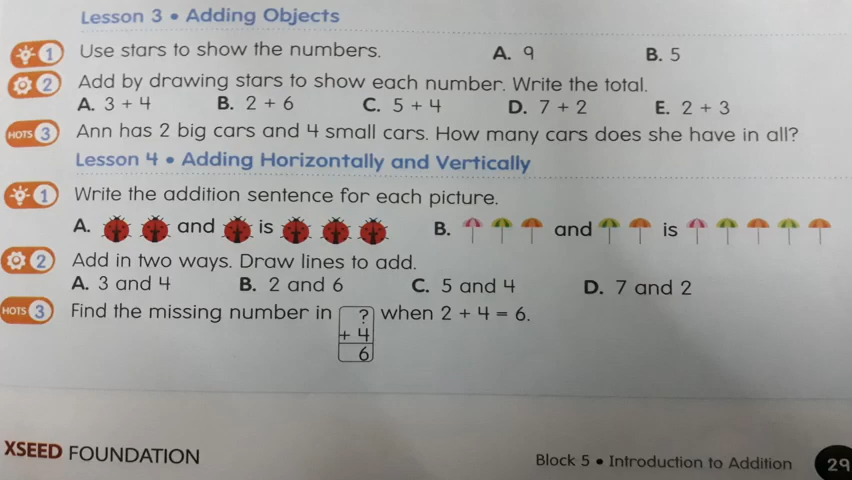 Lesson 3 • Adding Objects
1 Use stars to show the numbers. A. 9 B. 5
2 Add by drawing stars to show each number. Write the total.
A. 3 + 4 B. 2 + 6 C. 5 + 4 D. 7 + 2 E. 2 + 3
HOTS 3 Ann has 2 big cars and 4 small cars. How many cars does she have in all?
Lesson 4 • Adding Horizontally and Vertically
1 Write the addition sentence for each picture.
A. and is B. and is
2 Add in two ways. Draw lines to add.
A. 3 and 4 B. 2 and 6 C. 5 and 4 D. 7 and 2
HOTS 3 Find the missing number in ? when 2 + 4 = 6.
+ 4
6
XSEED FOUNDATION
Block 5 • Introduction to Addition 29